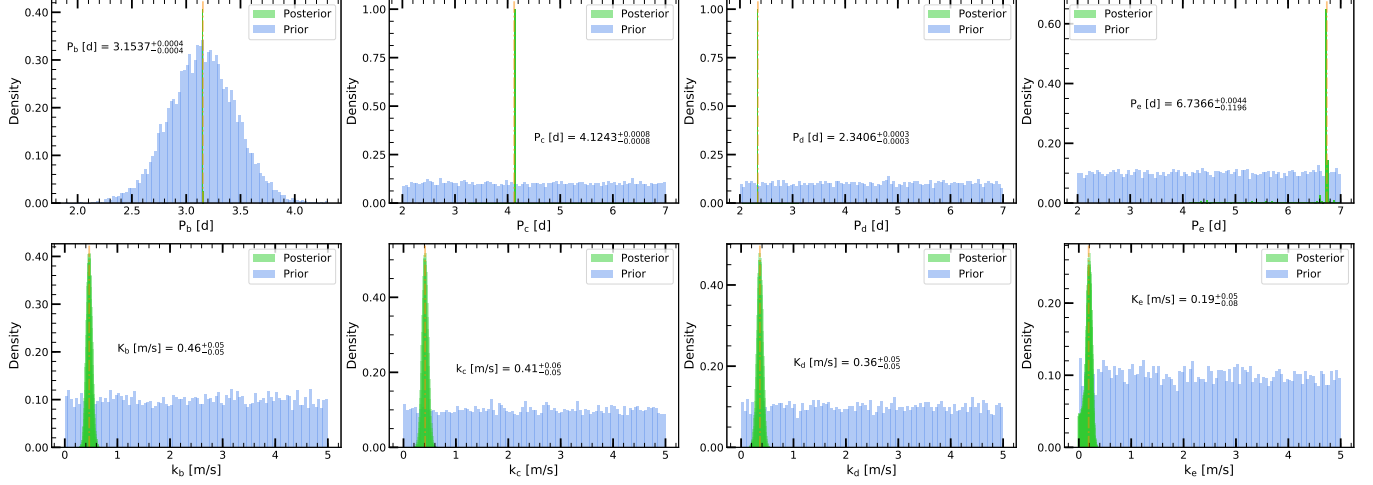 0.40
0.30
0.20
0.10
0.00
Density
Posterior
Prior
P_b [d] = 3.1537^{+0.0004}_{-0.0004}
2.0 2.5 3.0 3.5 4.0
P_b [d]
1.00
0.75
0.50
0.25
0.00
Density
Posterior
Prior
P_c [d] = 4.1243^{+0.0008}_{-0.0008}
2 3 4 5 6 7
P_c [d]
1.00
0.75
0.50
0.25
0.00
Density
Posterior
Prior
P_d [d] = 2.3406^{+0.0003}_{-0.0003}
2 3 4 5 6 7
P_d [d]
0.60
0.40
0.20
0.00
Density
Posterior
Prior
P_e [d] = 6.7366^{+0.0044}_{-0.1196}
2 3 4 5 6 7
P_e [d]
0.40
0.30
0.20
0.10
0.00
Density
Posterior
Prior
K_b [m/s] = 0.46^{+0.05}_{-0.05}
0 1 2 3 4 5
k_b [m/s]
0.40
0.20
0.00
Density
Posterior
Prior
k_c [m/s] = 0.41^{+0.06}_{-0.05}
0 1 2 3 4 5
k_c [m/s]
0.40
0.20
0.00
Density
Posterior
Prior
K_d [m/s] = 0.36^{+0.05}_{-0.05}
0 1 2 3 4 5
k_d [m/s]
0.20
0.10
0.00
Density
Posterior
Prior
K_e [m/s] = 0.19^{+0.05}_{-0.08}
0 1 2 3 4 5
k_e [m/s]